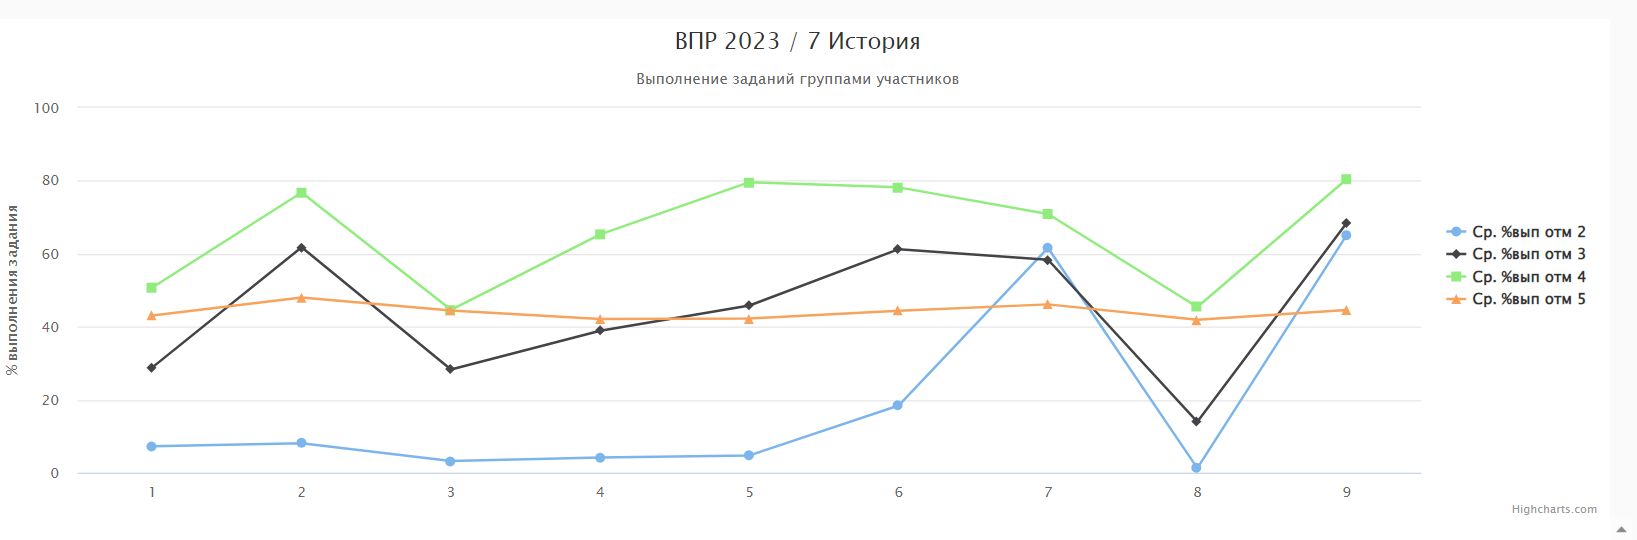 ВПР 2023 / 7 История
Выполнение заданий группами участников
% выполнения задания
100
80
60
40
20
0
1 2 3 4 5 6 7 8 9
Ср. %вып отм 2
Ср. %вып отм 3
Ср. %вып отм 4
Ср. %вып отм 5
Highcharts.com